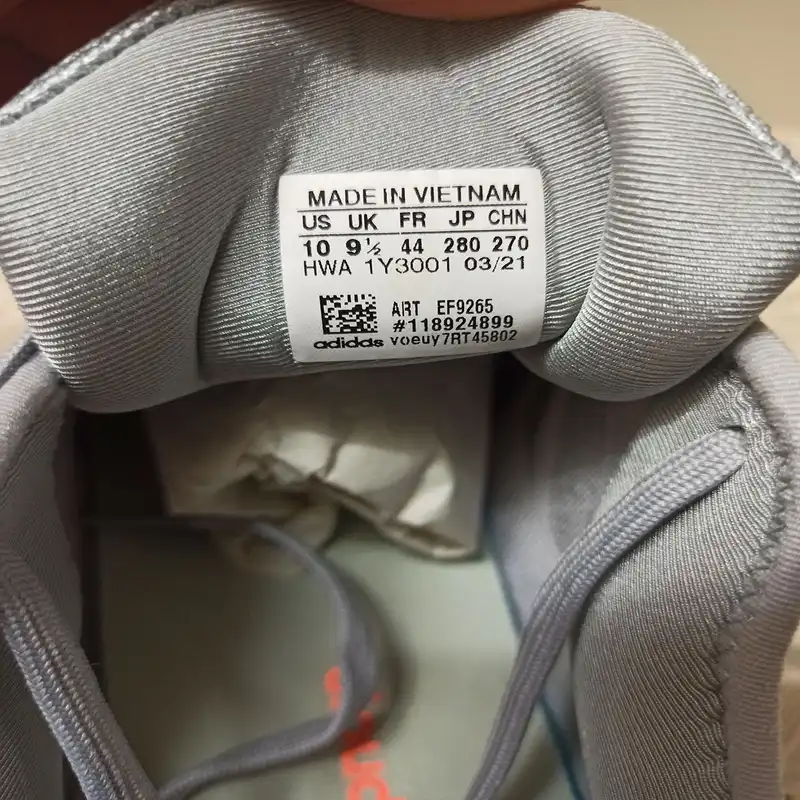 MADE IN VIETNAM
US UK FR JP CHN
10 9½ 44 280 270
HWA 1Y3001 03/21
ART EF9265
#118924899
adidas voeuy7RT45802